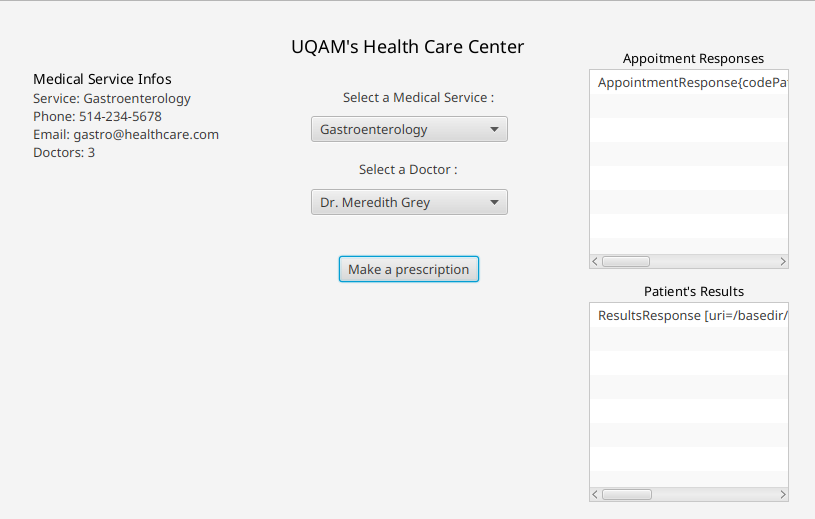 UQAM's Health Care Center
Medical Service Infos
Service: Gastroenterology
Phone: 514-234-5678
Email: gastro@healthcare.com
Doctors: 3
Select a Medical Service :
Gastroenterology
Select a Doctor :
Dr. Meredith Grey
Make a prescription
Appoitment Responses
AppointmentResponse{codePa
Patient's Results
ResultsResponse [uri=/basedir/